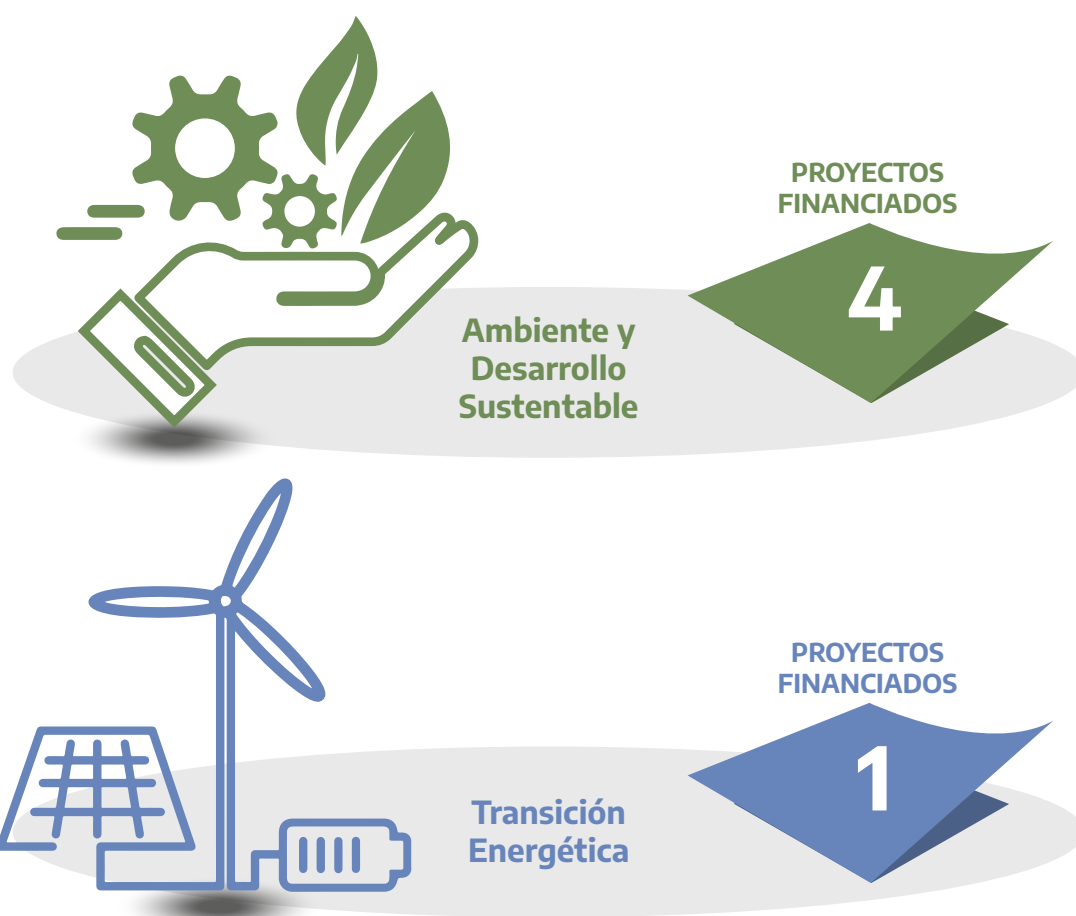 PROYECTOS
FINANCIADOS
4
Ambiente y
Desarrollo
Sustentable
PROYECTOS
FINANCIADOS
1
Transición
Energética